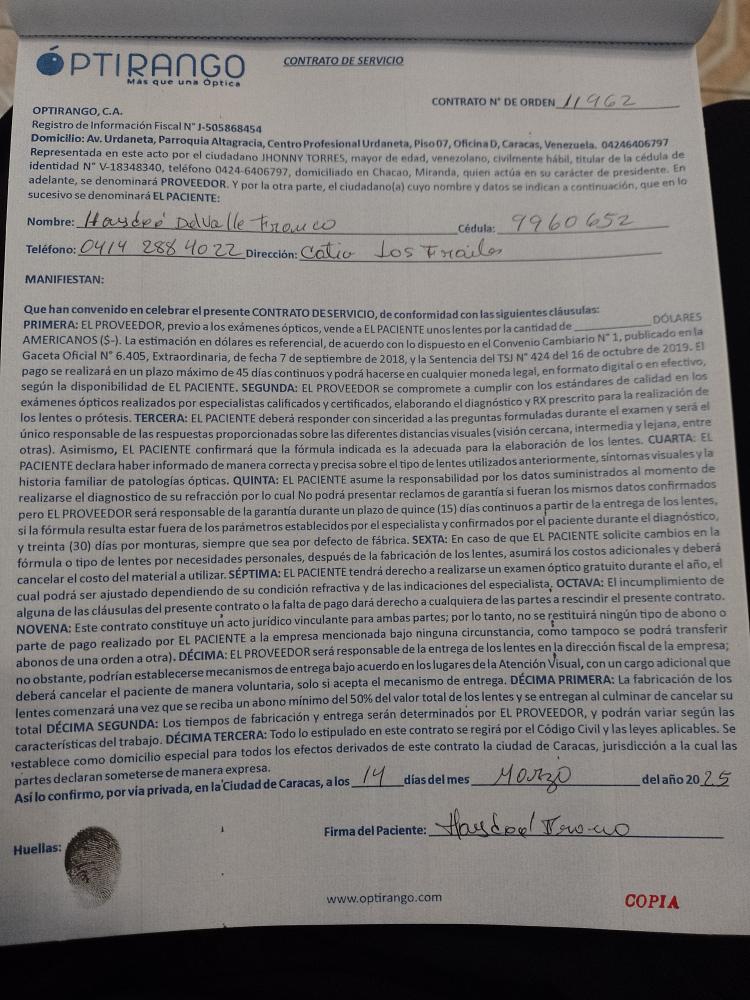 ÓPTIRANGO
Más que una Óptica
CONTRATO DE SERVICIO
CONTRATO N° DE ORDEN 11962
OPTIRANGO, C.A.
Registro de Información Fiscal N° J-505868454
Domicilio: Av. Urdaneta, Parroquia Altagracia, Centro Profesional Urdaneta, Piso 07, Oficina D, Caracas, Venezuela. 04246406797
Representada en este acto por el ciudadano JHONNY TORRES, mayor de edad, venezolano, civilmente hábil, titular de la cédula de
identidad N° V-18348340, teléfono 0424-6406797, domiciliado en Chacao, Miranda, quien actúa en su carácter de presidente. En
adelante, se denominará PROVEEDOR. Y por la otra parte, el ciudadano(a) cuyo nombre y datos se indican a continuación, que en lo
sucesivo se denominará EL PACIENTE:
Nombre: Haydeé Del Valle Franco Cédula: 9960652
Teléfono: 0414 288 4022 Dirección: Catia Los Frailes
MANIFIESTAN:
Que han convenido en celebrar el presente CONTRATO DE SERVICIO, de conformidad con las siguientes cláusulas:
PRIMERA: EL PROVEEDOR, previo a los exámenes ópticos, vende a EL PACIENTE unos lentes por la cantidad de __________ DÓLARES
AMERICANOS ($-). La estimación en dólares es referencial, de acuerdo con lo dispuesto en el Convenio Cambiario N° 1, publicado en la
Gaceta Oficial N° 6.405, Extraordinaria, de fecha 7 de septiembre de 2018, y la Sentencia del TSJ N° 424 del 16 de octubre de 2019. El
pago se realizará en un plazo máximo de 45 días continuos y podrá hacerse en cualquier moneda legal, en formato digital o en efectivo,
según la disponibilidad de EL PACIENTE. SEGUNDA: EL PROVEEDOR se compromete a cumplir con los estándares de calidad en los
exámenes ópticos realizados por especialistas calificados y certificados, elaborando el diagnóstico y RX prescrito para la realización de
los lentes o prótesis. TERCERA: EL PACIENTE deberá responder con sinceridad a las preguntas formuladas durante el examen y será el
único responsable de las respuestas proporcionadas sobre las diferentes distancias visuales (visión cercana, intermedia y lejana, entre
otras). Asimismo, EL PACIENTE confirmará que la fórmula indicada es la adecuada para la elaboración de los lentes. CUARTA: EL
PACIENTE declara haber informado de manera correcta y precisa sobre el tipo de lentes utilizados anteriormente, síntomas visuales y la
historia familiar de patologías ópticas. QUINTA: EL PACIENTE asume la responsabilidad por los datos suministrados al momento de
realizarse el diagnostico de su refracción por lo cual No podrá presentar reclamos de garantía si fueran los mismos datos confirmados
pero EL PROVEEDOR será responsable de la garantía durante un plazo de quince (15) días continuos a partir de la entrega de los lentes,
si la fórmula resulta estar fuera de los parámetros establecidos por el especialista y confirmados por el paciente durante el diagnóstico,
y treinta (30) días por monturas, siempre que sea por defecto de fábrica. SEXTA: En caso de que EL PACIENTE solicite cambios en la
fórmula o tipo de lentes por necesidades personales, después de la fabricación de los lentes, asumirá los costos adicionales y deberá
cancelar el costo del material a utilizar. SÉPTIMA: EL PACIENTE tendrá derecho a realizarse un examen óptico gratuito durante el año, el
cual podrá ser ajustado dependiendo de su condición refractiva y de las indicaciones del especialista. OCTAVA: El incumplimiento de
alguna de las cláusulas del presente contrato o la falta de pago dará derecho a cualquiera de las partes a rescindir el presente contrato.
NOVENA: Este contrato constituye un acto jurídico vinculante para ambas partes; por lo tanto, no se restituirá ningún tipo de abono o
parte de pago realizado por EL PACIENTE a la empresa mencionada bajo ninguna circunstancia, como tampoco se podrá transferir
abonos de una orden a otra). DÉCIMA: EL PROVEEDOR será responsable de la entrega de los lentes en la dirección fiscal de la empresa;
no obstante, podrían establecerse mecanismos de entrega bajo acuerdo en los lugares de la Atención Visual, con un cargo adicional que
deberá cancelar el paciente de manera voluntaria, solo si acepta el mecanismo de entrega. DÉCIMA PRIMERA: La fabricación de los
lentes comenzará una vez que se reciba un abono mínimo del 50% del valor total de los lentes y se entregan al culminar de cancelar su
total DÉCIMA SEGUNDA: Los tiempos de fabricación y entrega serán determinados por EL PROVEEDOR, y podrán variar según las
características del trabajo. DÉCIMA TERCERA: Todo lo estipulado en este contrato se regirá por el Código Civil y las leyes aplicables. Se
establece como domicilio especial para todos los efectos derivados de este contrato la ciudad de Caracas, jurisdicción a la cual las
partes declaran someterse de manera expresa.
Así lo confirmo, por vía privada, en la Ciudad de Caracas, a los 14 días del mes Marzo del año 2025
Firma del Paciente: Haydeé Franco
Huellas:
www.optirango.com
COPIA